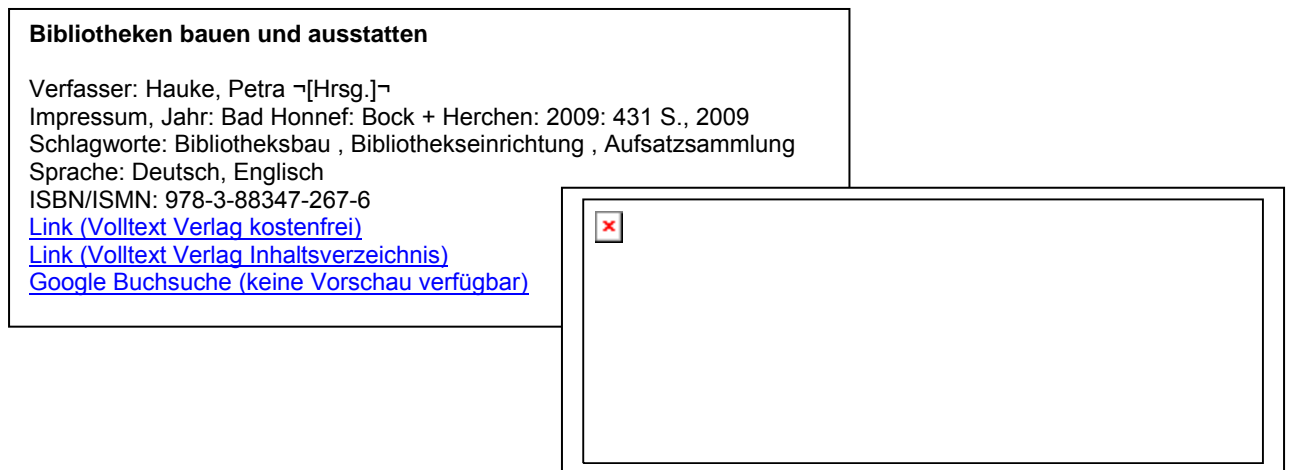 Bibliotheken bauen und ausstatten
Verfasser: Hauke, Petra ¬[Hrsg.]¬
Impressum, Jahr: Bad Honnef: Bock + Herchen: 2009: 431 S., 2009
Schlagworte: Bibliotheksbau , Bibliothekseinrichtung , Aufsatzsammlung
Sprache: Deutsch, Englisch
ISBN/ISMN: 978-3-88347-267-6
Link (Volltext Verlag kostenfrei)
Link (Volltext Verlag Inhaltsverzeichnis)
Google Buchsuche (keine Vorschau verfügbar)